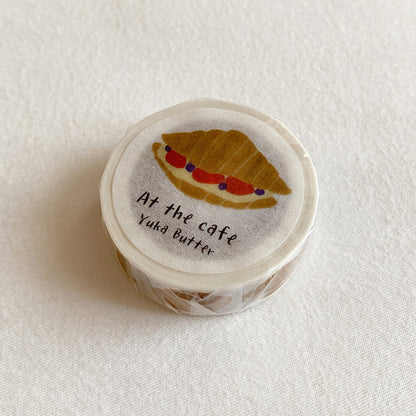 At the cafe
Yuka Butter